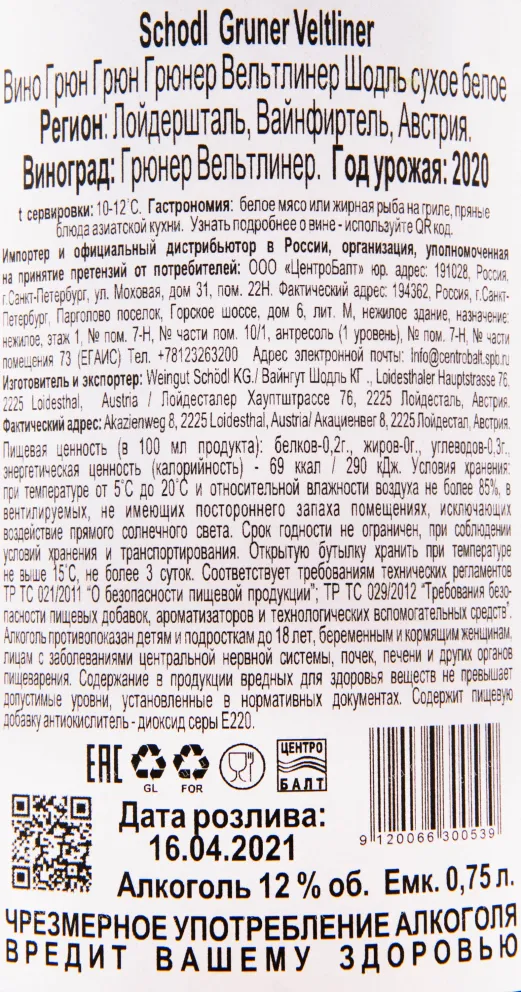 Schodl Gruner Veltliner
Вино Грюн Грюн Грюнер Вельтлинер Шодль сухое белое
Регион: Лойдершталь, Вайнфиртель, Австрия.
Виноград: Грюнер Вельтлинер. Год урожая: 2020
t сервировки: 10-12°С. Гастрономия: белое мясо или жирная рыба на гриле, пряные
блюда азиатской кухни. Узнать подробнее о вине - используйте QR код.
Импортер и официальный дистрибьютор в России, организация, уполномоченная
на принятие претензий от потребителей: ООО «ЦентроБалт» юр. адрес: 191028, Россия,
г.Санкт-Петербург, ул. Моховая, дом 31, пом. 22Н. Фактический адрес: 194362, Россия, г.Санкт-
Петербург, Парголово поселок, Горское шоссе, дом 6, лит. М, нежилое здание, назначение:
нежилое, этаж 1, № пом. 7-Н, № части пом. 10/1, антресоль (1 уровень), № пом. 7-Н, № части
помещения 73 (ЕГАИС) Тел. +78123263200 Адрес электронной почты: Info@centrobalt.spb.ru
Изготовитель и экспортер: Weingut Schödl KG./ Вайнгут Шодль КГ ., Loidesthaler Hauptstrasse 76,
2225 Loidesthal, Austria / Лойдесталер Хауптштрассе 76, 2225 Лойдесталь, Австрия.
Фактический адрес: Akazienweg 8, 2225 Loidesthal, Austria/ Акациенвег 8, 2225 Лойдестал, Австрия.
Пищевая ценность (в 100 мл продукта): белков-0,2г., жиров-0г., углеводов-0,3г.,
энергетическая ценность (калорийность) - 69 ккал / 290 кДж. Условия хранения:
при температуре от 5°С до 20°С и относительной влажности воздуха не более 85%, в
вентилируемых, не имеющих постороннего запаха помещениях, исключающих
воздействие прямого солнечного света. Срок годности не ограничен, при соблюдении
условий хранения и транспортирования. Открытую бутылку хранить при температуре
не выше 15°С, не более 3 суток. Соответствует требованиям технических регламентов
ТР ТС 021/2011 "О безопасности пищевой продукции"; ТР ТС 029/2012 "Требования безо-
пасности пищевых добавок, ароматизаторов и технологических вспомогательных средств".
Алкоголь противопоказан детям и подросткам до 18 лет, беременным и кормящим женщинам,
лицам с заболеваниями центральной нервной системы, почек, печени и других органов
пищеварения. Содержание в продукции вредных для здоровья веществ не превышает
допустимые уровни, установленные в нормативных документах. Содержит пищевую
добавку антиокислитель - диоксид серы Е220.
ЕАС GL FOR ЦЕНТРО БАЛТ
9 120066 300539
Дата розлива:
16.04.2021
Алкоголь 12 % об. Емк. 0,75 л.
ЧРЕЗМЕРНОЕ УПОТРЕБЛЕНИЕ АЛКОГОЛЯ
ВРЕДИТ ВАШЕМУ ЗДОРОВЬЮ